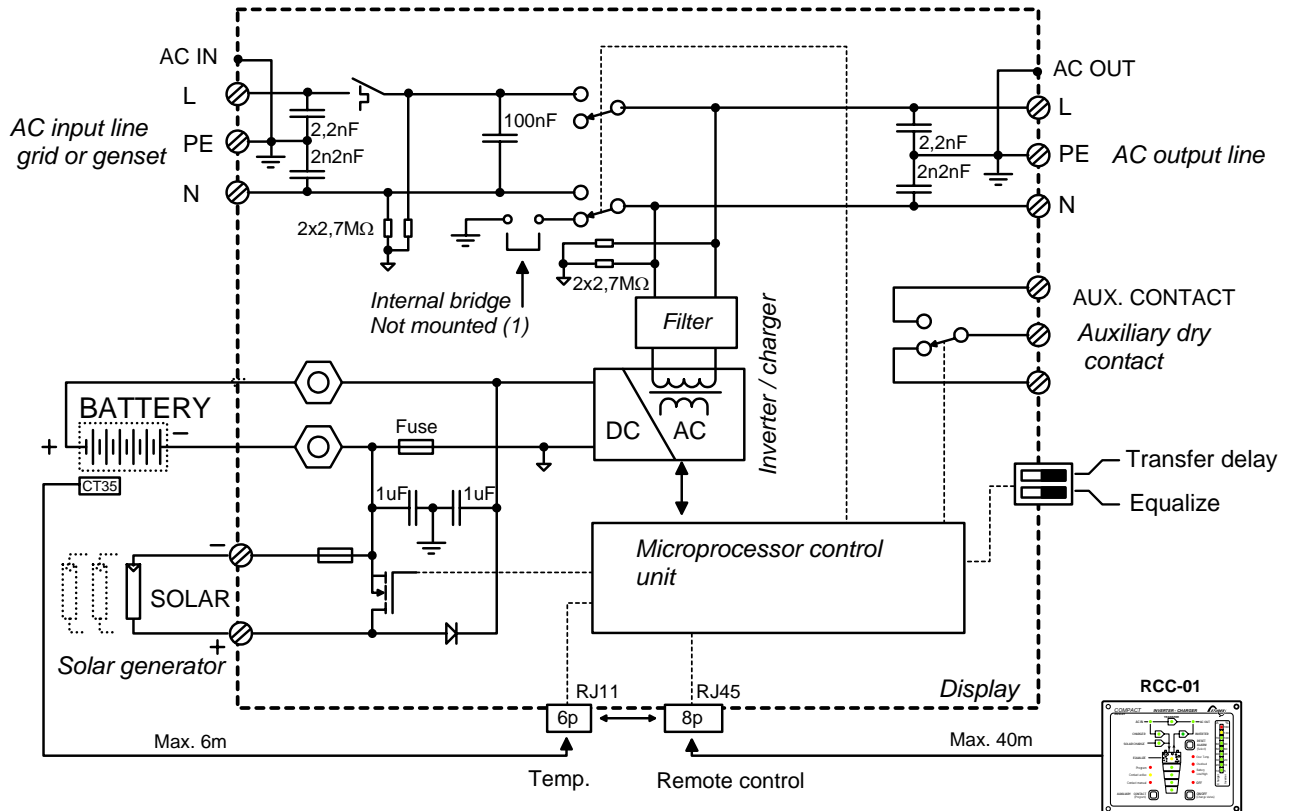 AC IN
AC OUT
L
L
AC input line
grid or genset
2,2nF
100nF
2,2nF
PE
PE
AC output line
2n2nF
2n2nF
N
N
2x2,7MΩ
2x2,7MΩ
Internal bridge
Not mounted (1)
Filter
Inverter / charger
AUX. CONTACT
Auxiliary dry
contact
BATTERY
+
−
Fuse
DC
AC
CT35
1uF
1uF
Transfer delay
Equalize
Microprocessor control
unit
−
SOLAR
+
Solar generator
RJ11
RJ45
Display
6p
8p
Max. 6m
Max. 40m
Temp.
Remote control
RCC-01
COMPACT
INVERTER - CHARGER